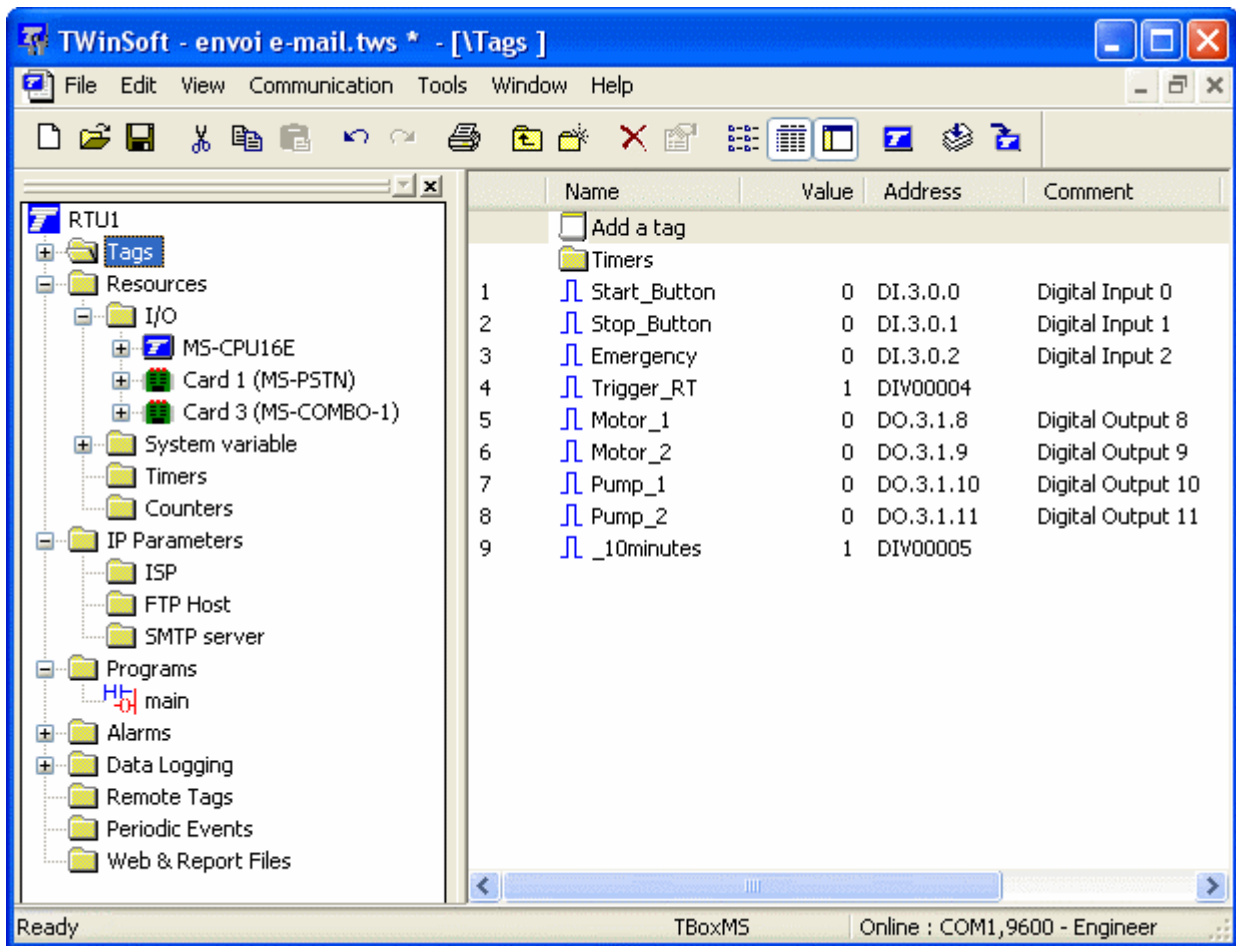 TWinSoft - envoi e-mail.tws * - [\Tags ]
File Edit View Communication Tools Window Help
RTU1
Tags
Resources
I/O
MS-CPU16E
Card 1 (MS-PSTN)
Card 3 (MS-COMBO-1)
System variable
Timers
Counters
IP Parameters
ISP
FTP Host
SMTP server
Programs
main
Alarms
Data Logging
Remote Tags
Periodic Events
Web & Report Files
Name Value Address Comment
Add a tag
Timers
1 Start_Button 0 DI.3.0.0 Digital Input 0
2 Stop_Button 0 DI.3.0.1 Digital Input 1
3 Emergency 0 DI.3.0.2 Digital Input 2
4 Trigger_RT 1 DIV00004
5 Motor_1 0 DO.3.1.8 Digital Output 8
6 Motor_2 0 DO.3.1.9 Digital Output 9
7 Pump_1 0 DO.3.1.10 Digital Output 10
8 Pump_2 0 DO.3.1.11 Digital Output 11
9 _10minutes 1 DIV00005
Ready TBoxMS Online : COM1,9600 - Engineer